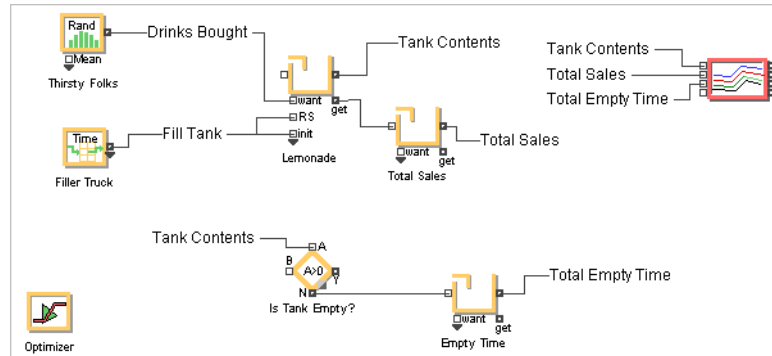 Rand
Mean
Thirsty Folks
Drinks Bought
want
get
RS
init
Lemonade
Tank Contents
Tank Contents
Total Sales
Total Empty Time
Time
Filler Truck
Fill Tank
want
get
Total Sales
Total Sales
Tank Contents
A
B
A>0
Y
N
Is Tank Empty?
want
get
Empty Time
Total Empty Time
Optimizer